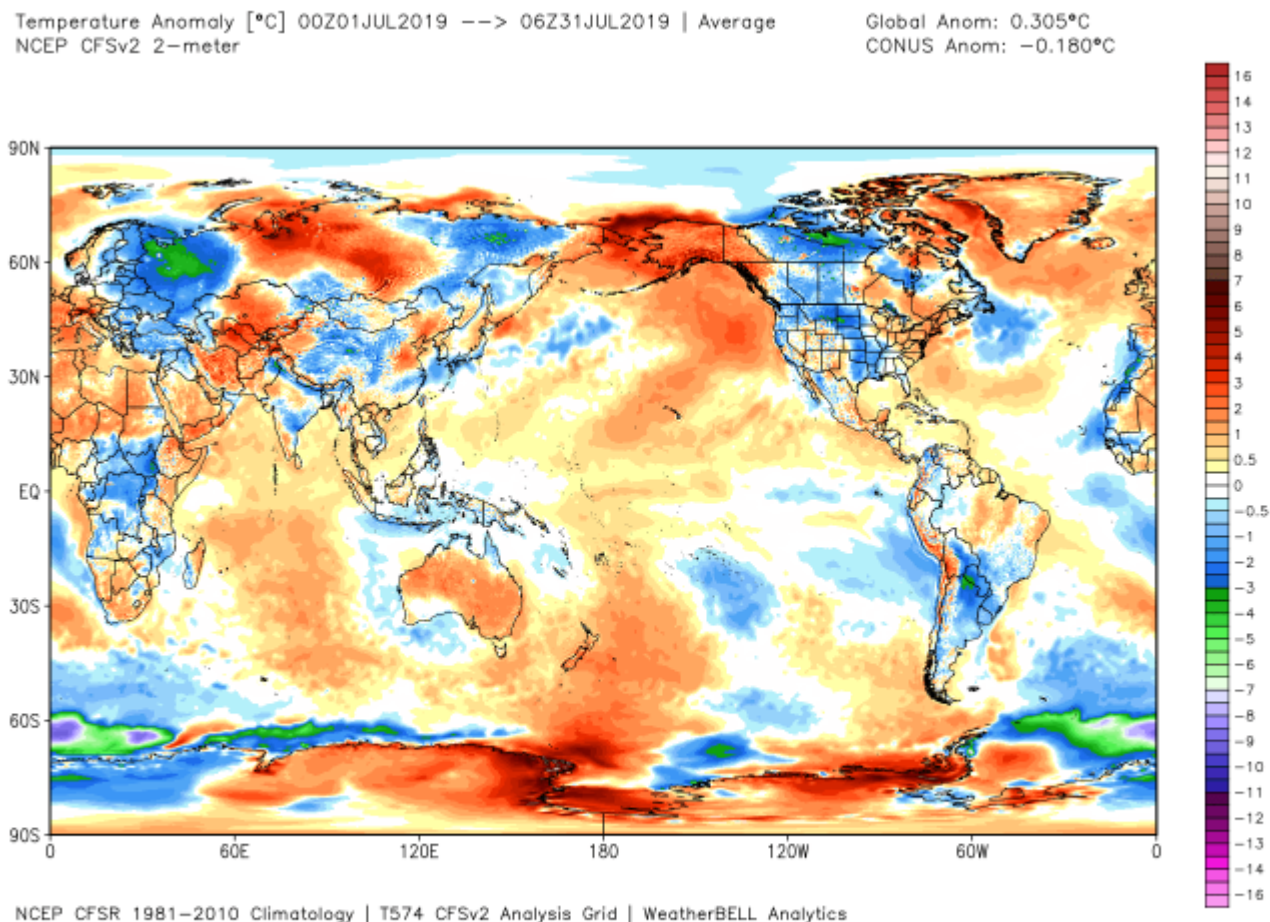 Temperature Anomaly [°C] 00Z01JUL2019 --> 06Z31JUL2019 | Average
Global Anom: 0.305°C
NCEP CFSv2 2-meter
CONUS Anom: -0.180°C
90N
60N
30N
EQ
30S
60S
90S
0
60E
120E
180
120W
60W
0
16
14
13
12
11
10
9
8
7
6
5
4
3
2
1
0.5
0
-0.5
-1
-2
-3
-4
-5
-6
-7
-8
-9
-10
-11
-12
-13
-14
-16
NCEP CFSR 1981-2010 Climatology | T574 CFSv2 Analysis Grid | WeatherBELL Analytics